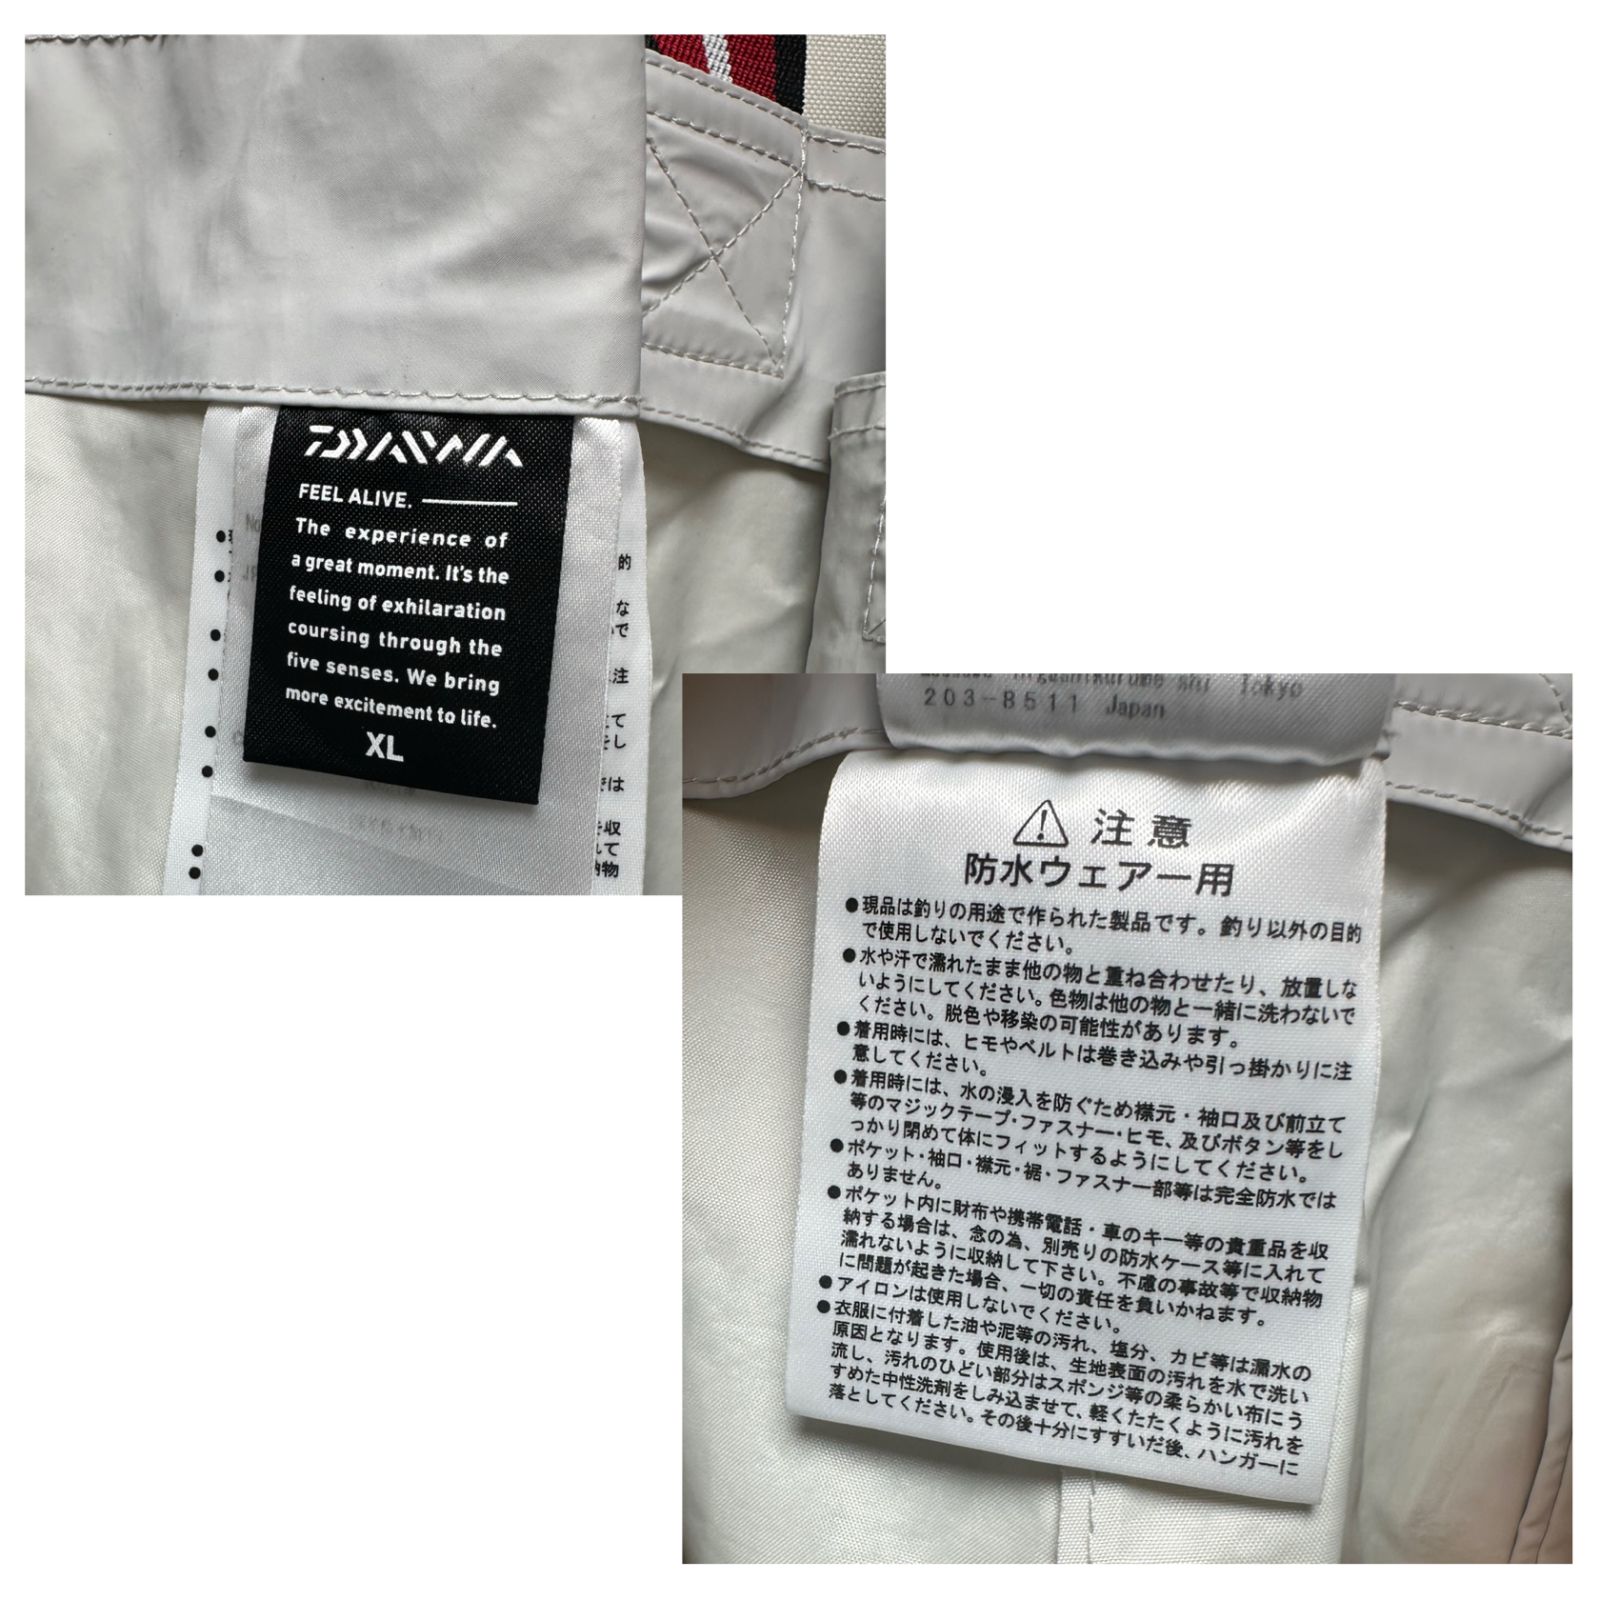 DAIWA
FEEL ALIVE.
The experience of
a great moment. It's the
feeling of exhilaration
coursing through the
five senses. We bring
more excitement to life.
XL
的
な
で
注
て
し
では
を収
れて
納物
Higashikurume shi Tokyo
203-8511 Japan
注意
防水ウェアー用
●現品は釣りの用途で作られた製品です。釣り以外の目的
で使用しないでください。
●水や汗で濡れたまま他の物と重ね合わせたり、放置しな
いようにしてください。色物は他の物と一緒に洗わないで
ください。脱色や移染の可能性があります。
●着用時には、ヒモやベルトは巻き込みや引っ掛かりに注
意してください。
●着用時には、水の浸入を防ぐため襟元・袖口及び前立て
等のマジックテープ・ファスナー・ヒモ、及びボタン等をし
っかり閉めて体にフィットするようにしてください。
●ポケット・袖口・襟元・裾・ファスナー部等は完全防水では
ありません。
●ポケット内に財布や携帯電話・車のキー等の貴重品を収
納する場合は、念の為、別売りの防水ケース等に入れて
濡れないように収納して下さい。不慮の事故等で収納物
に問題が起きた場合、一切の責任を負いかねます。
●アイロンは使用しないでください。
●衣服に付着した油や泥等の汚れ、塩分、カビ等は漏水の
原因となります。使用後は、生地表面の汚れを水で洗い
流し、汚れのひどい部分はスポンジ等の柔らかい布にう
すめた中性洗剤をしみ込ませて、軽くたたくように汚れを
落としてください。その後十分にすすいだ後、ハンガーに